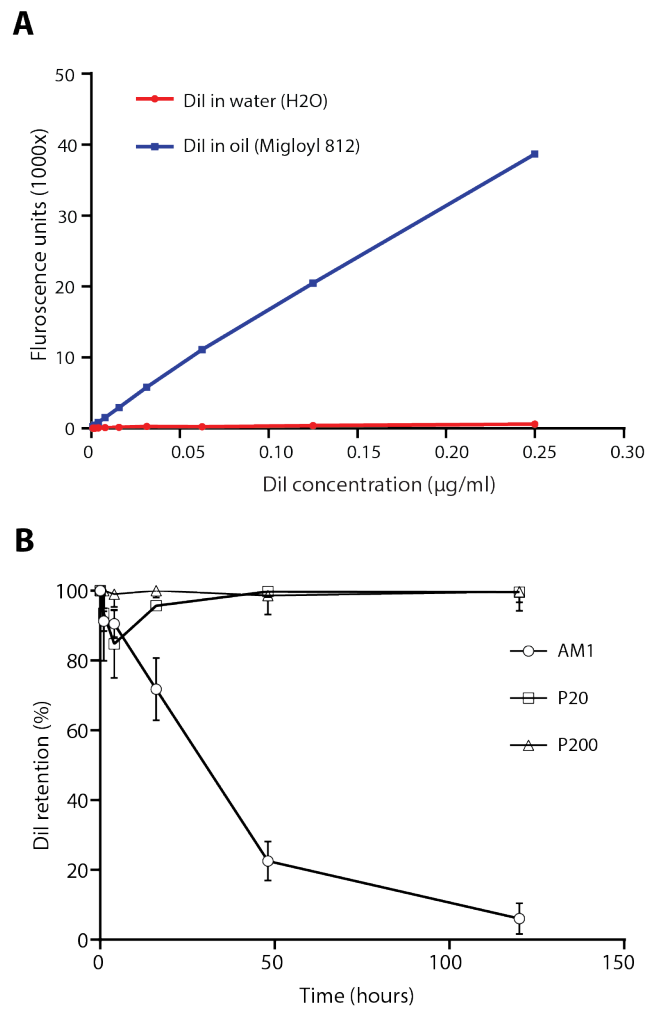 A
50
40
30
20
10
0
Fluroscence units (1000x)
DiI in water (H2O)
DiI in oil (Migloyl 812)
0 0.05 0.10 0.15 0.20 0.25 0.30
DiI concentration (µg/ml)
B
100
80
60
40
20
0
DiI retention (%)
AM1
P20
P200
0 50 100 150
Time (hours)